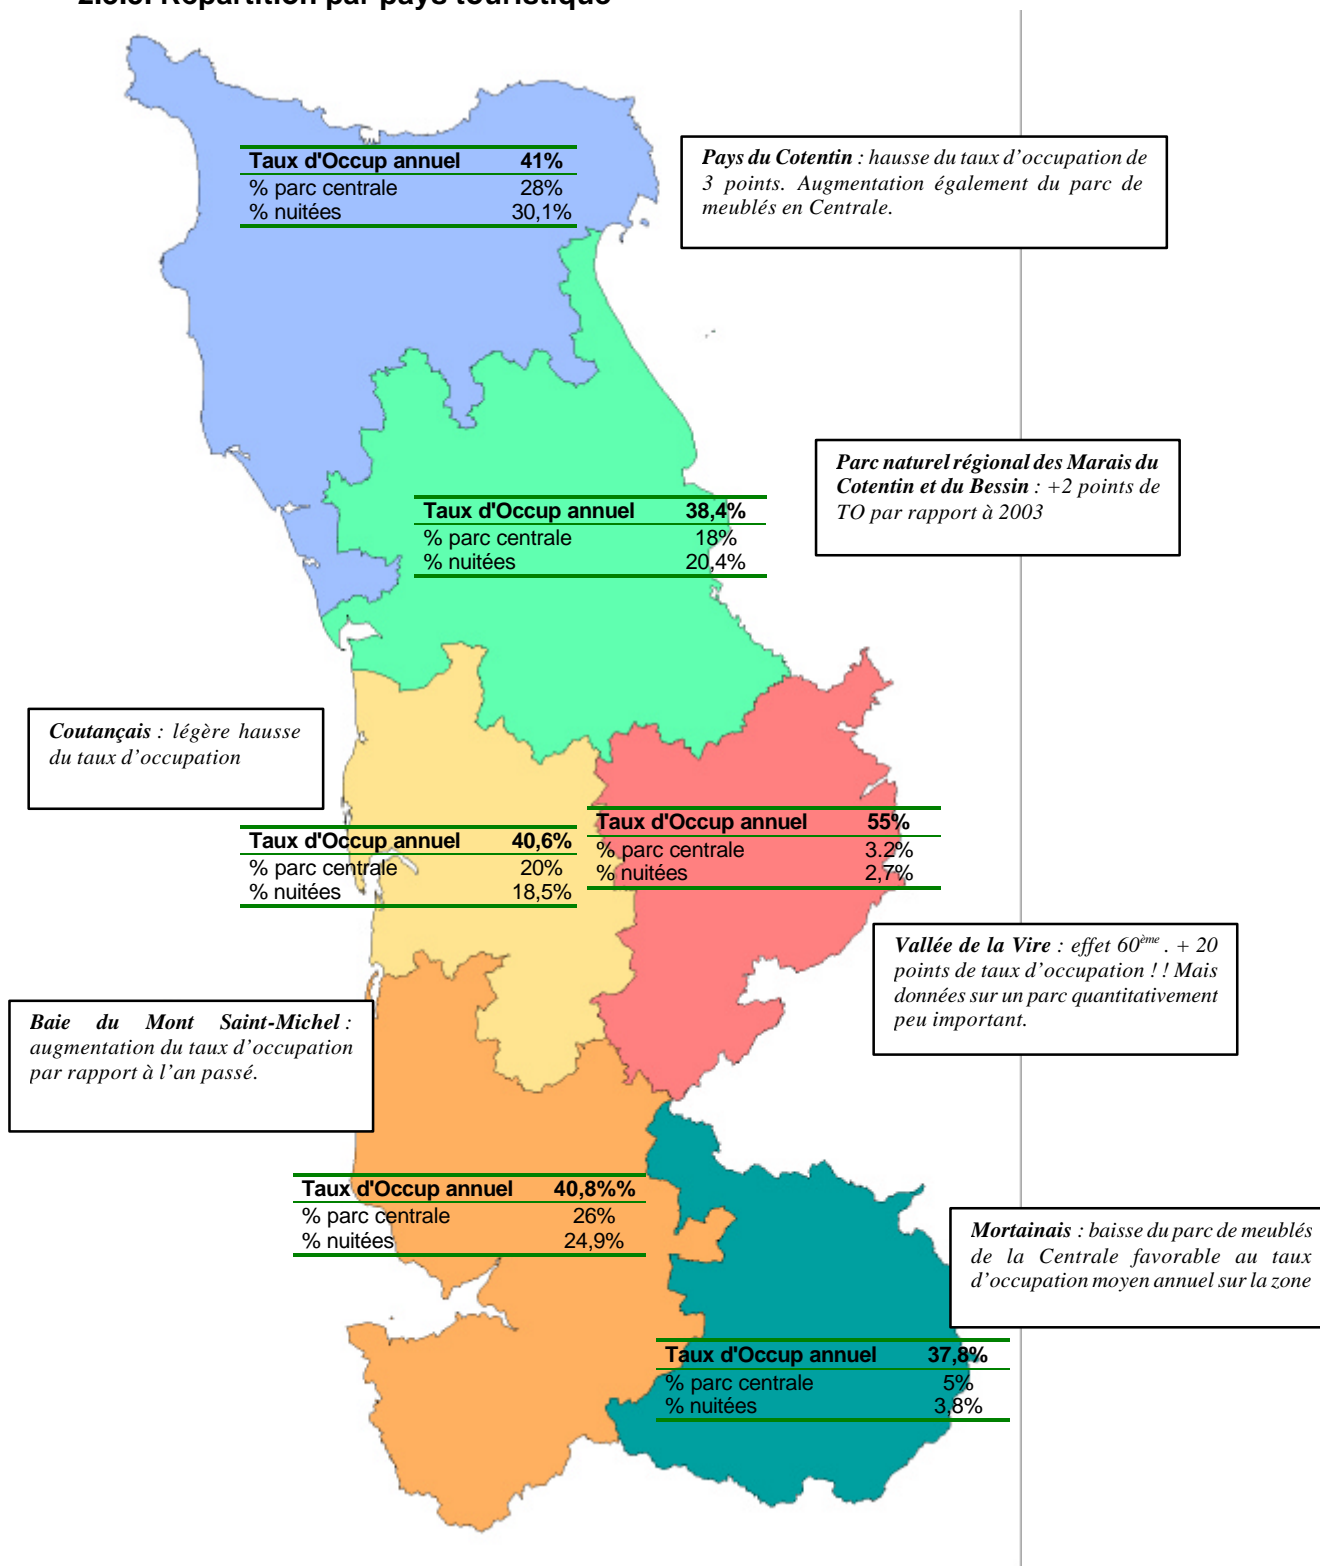 2.3.3. Répartition par pays touristique
Taux d'Occup annuel 41%
% parc centrale 28%
% nuitées 30,1%
Pays du Cotentin : hausse du taux d’occupation de
3 points. Augmentation également du parc de
meublés en Centrale.
Parc naturel régional des Marais du
Cotentin et du Bessin : +2 points de
TO par rapport à 2003
Taux d'Occup annuel 38,4%
% parc centrale 18%
% nuitées 20,4%
Coutançais : légère hausse
du taux d’occupation
Taux d'Occup annuel 40,6%
% parc centrale 20%
% nuitées 18,5%
Taux d'Occup annuel 55%
% parc centrale 3.2%
% nuitées 2,7%
Vallée de la Vire : effet 60ème . + 20
points de taux d’occupation ! ! Mais
données sur un parc quantitativement
peu important.
Baie du Mont Saint-Michel :
augmentation du taux d’occupation
par rapport à l’an passé.
Taux d'Occup annuel 40,8%%
% parc centrale 26%
% nuitées 24,9%
Mortainais : baisse du parc de meublés
de la Centrale favorable au taux
d’occupation moyen annuel sur la zone
Taux d'Occup annuel 37,8%
% parc centrale 5%
% nuitées 3,8%